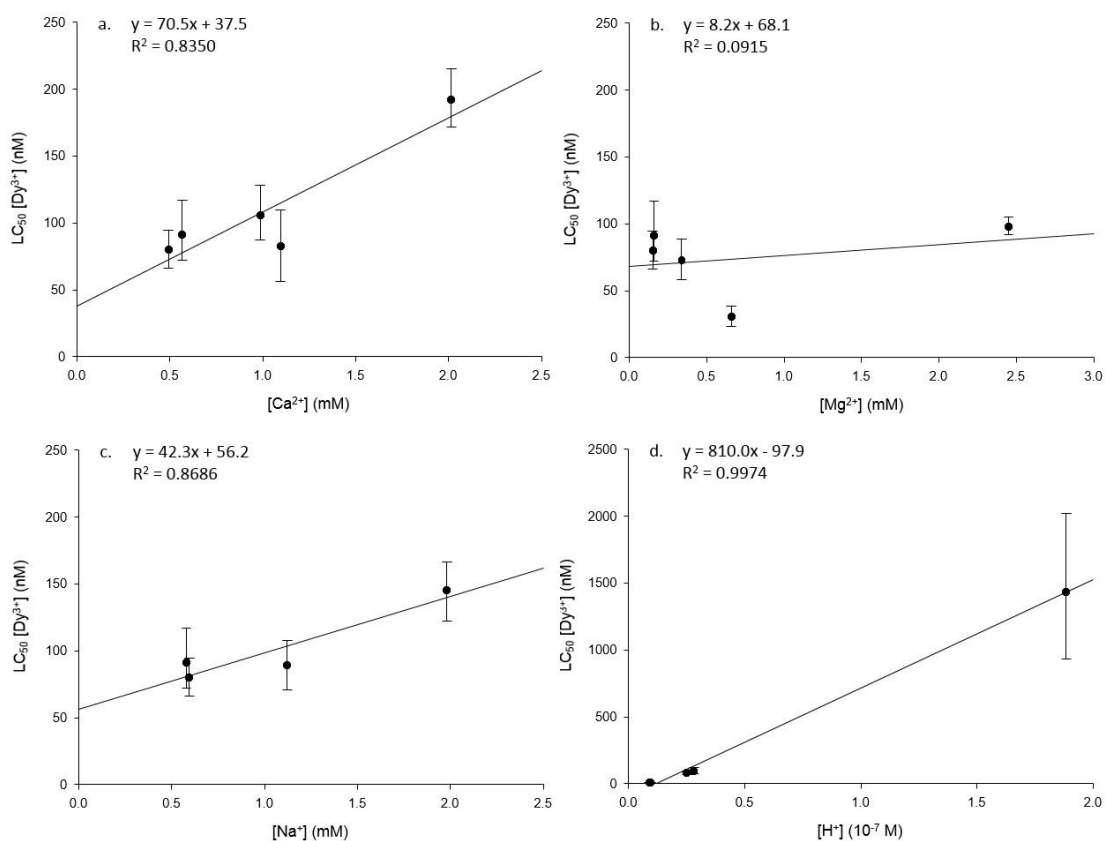 a. y = 70.5x + 37.5
R² = 0.8350
250
200
150
100
50
0
LC₅₀ [Dy³⁺] (nM)
0.0 0.5 1.0 1.5 2.0 2.5
[Ca²⁺] (mM)
b. y = 8.2x + 68.1
R² = 0.0915
250
200
150
100
50
0
LC₅₀ [Dy³⁺] (nM)
0.0 0.5 1.0 1.5 2.0 2.5 3.0
[Mg²⁺] (mM)
c. y = 42.3x + 56.2
R² = 0.8686
250
200
150
100
50
0
LC₅₀ [Dy³⁺] (nM)
0.0 0.5 1.0 1.5 2.0 2.5
[Na⁺] (mM)
d. y = 810.0x - 97.9
R² = 0.9974
2500
2000
1500
1000
500
0
LC₅₀ [Dy³⁺] (nM)
0.0 0.5 1.0 1.5 2.0
[H⁺] (10⁻⁷ M)